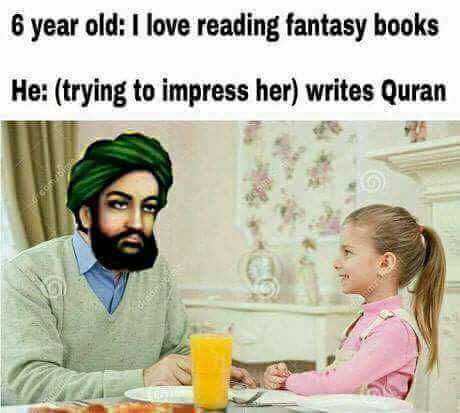 6 year old: I love reading fantasy books
He: (trying to impress her) writes Quran